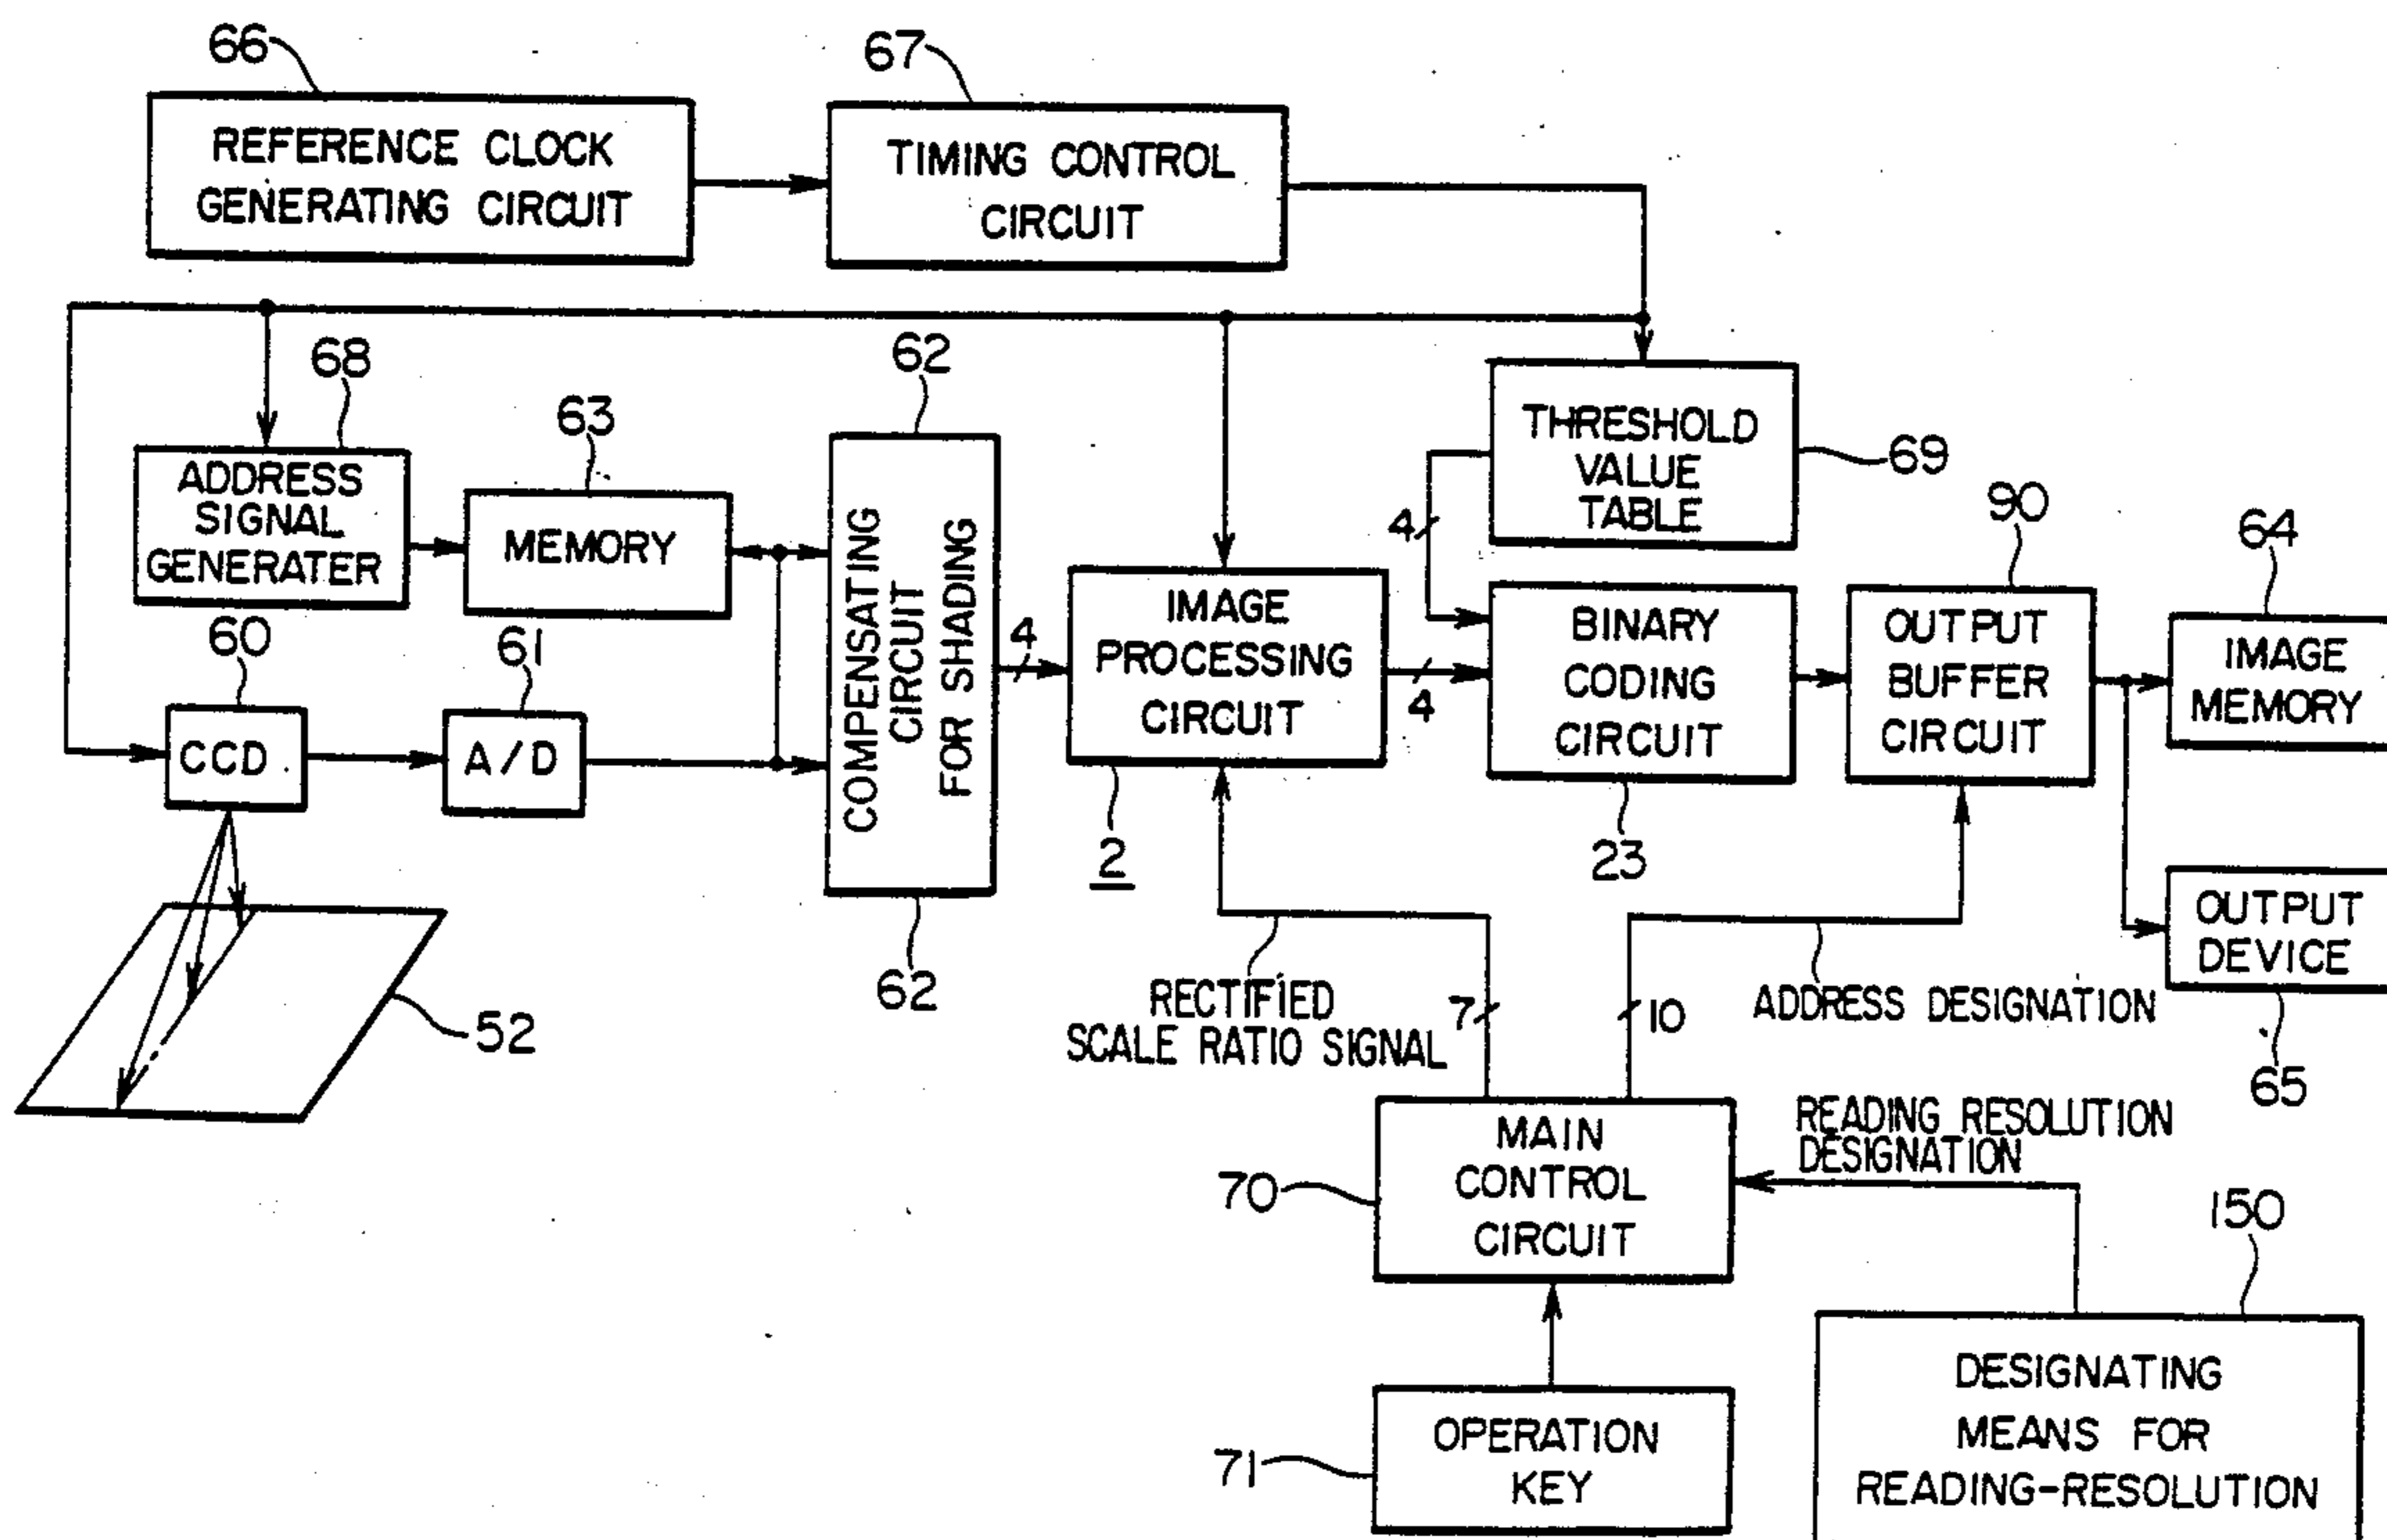 66
67
REFERENCE CLOCK
GENERATING CIRCUIT
TIMING CONTROL
CIRCUIT
68
63
62
ADDRESS
SIGNAL
GENERATER
MEMORY
60
CCD
61
A/D
COMPENSATING
CIRCUIT
FOR SHADING
62
52
4
IMAGE
PROCESSING
CIRCUIT
2
4
THRESHOLD
VALUE
TABLE
69
4
BINARY
CODING
CIRCUIT
23
90
OUTPUT
BUFFER
CIRCUIT
64
IMAGE
MEMORY
OUTPUT
DEVICE
65
RECTIFIED
SCALE RATIO SIGNAL
7
10
ADDRESS DESIGNATION
MAIN
CONTROL
CIRCUIT
70
READING RESOLUTION
DESIGNATION
150
OPERATION
KEY
71
DESIGNATING
MEANS FOR
READING-RESOLUTION